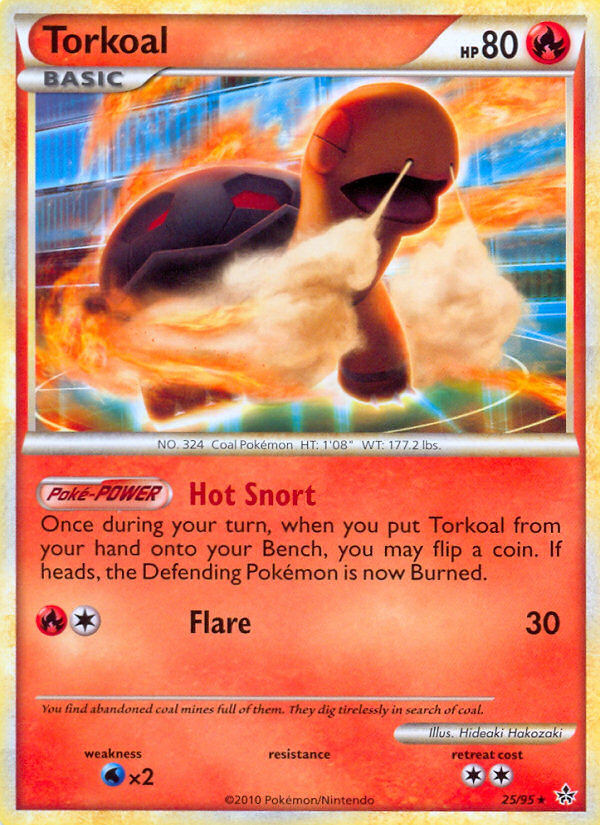 Torkoal
HP 80
BASIC
NO. 324 Coal Pokémon HT: 1'08" WT: 177.2 lbs.
Poké-POWER Hot Snort
Once during your turn, when you put Torkoal from
your hand onto your Bench, you may flip a coin. If
heads, the Defending Pokémon is now Burned.
Flare 30
You find abandoned coal mines full of them. They dig tirelessly in search of coal.
Illus. Hideaki Hakozaki
weakness resistance retreat cost
×2
©2010 Pokémon/Nintendo 25/95 ★